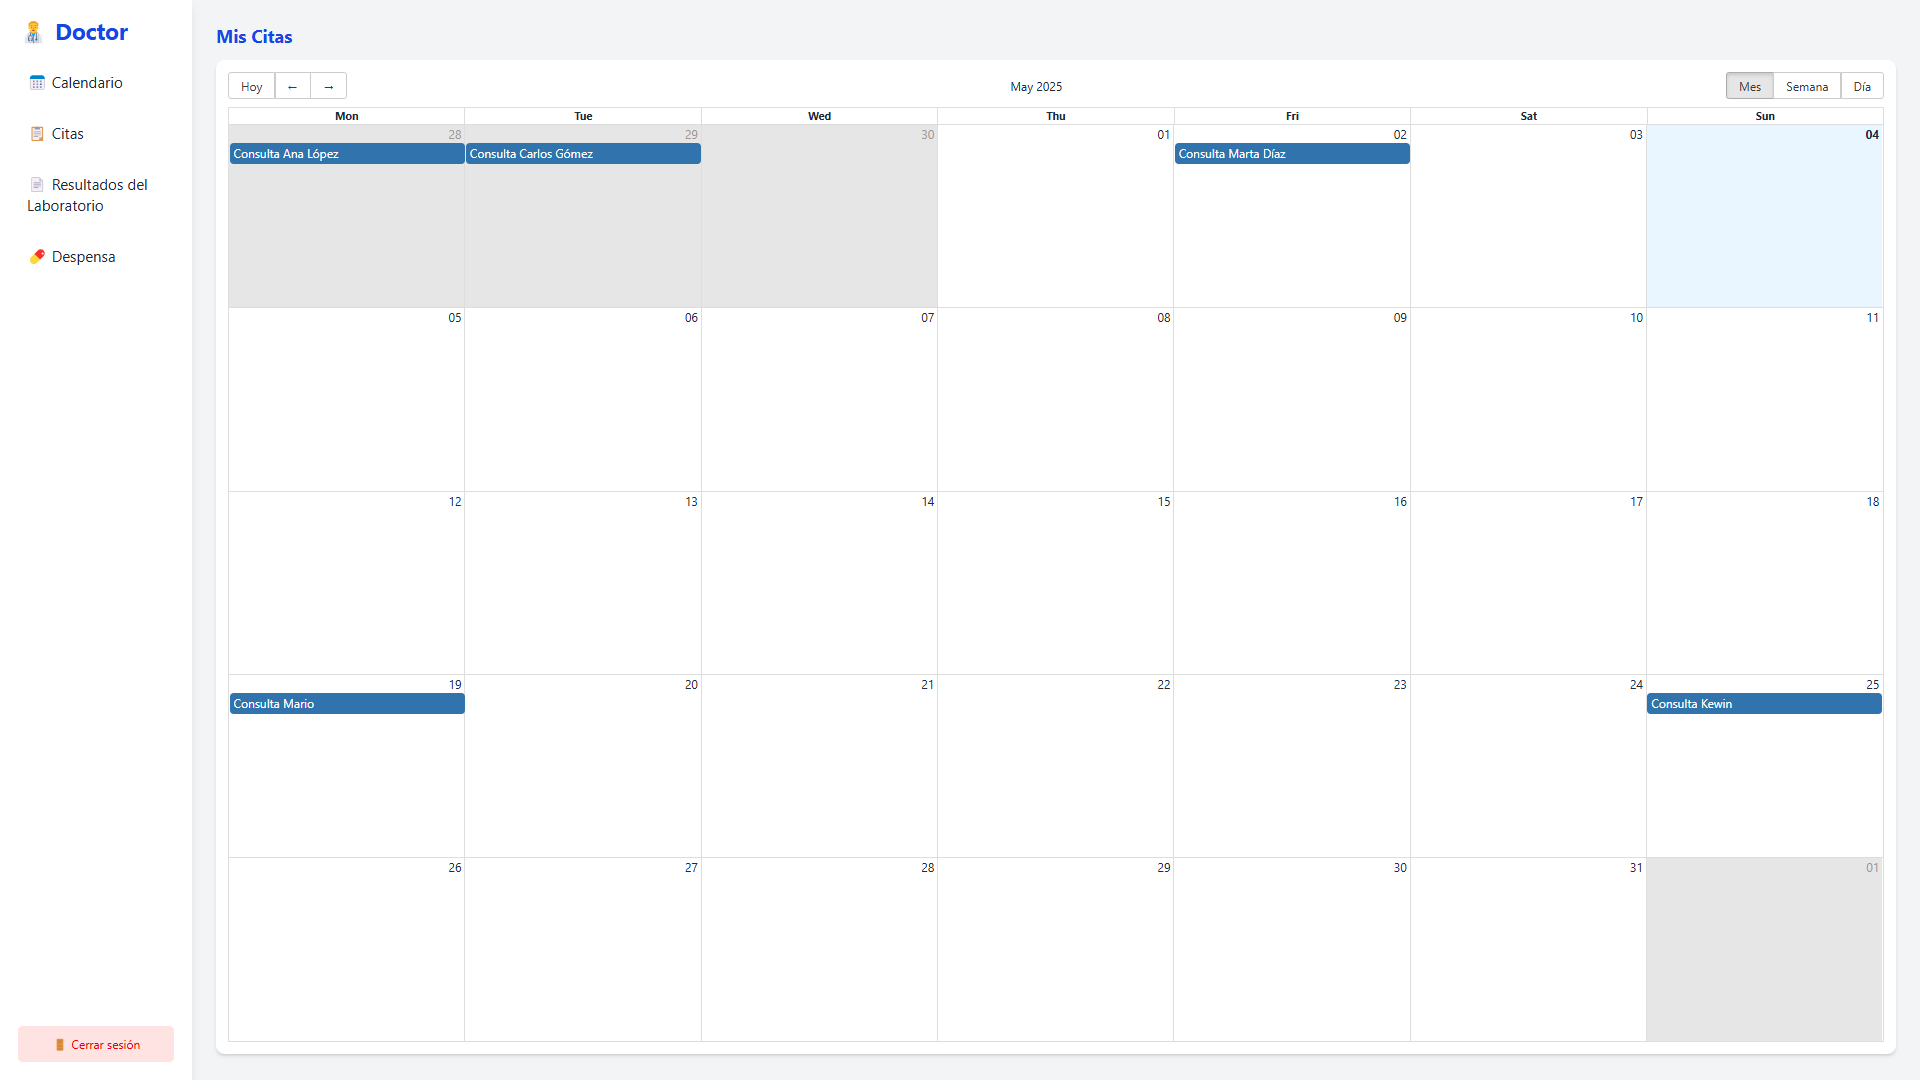 Doctor
Calendario
Citas
Resultados del
Laboratorio
Despensa
Cerrar sesión
Mis Citas
Hoy ← →
May 2025
Mes Semana Día
Mon Tue Wed Thu Fri Sat Sun
28 29 30 01 02 03 04
Consulta Ana López Consulta Carlos Gómez Consulta Marta Díaz
05 06 07 08 09 10 11
12 13 14 15 16 17 18
19 20 21 22 23 24 25
Consulta Mario Consulta Kewin
26 27 28 29 30 31 01